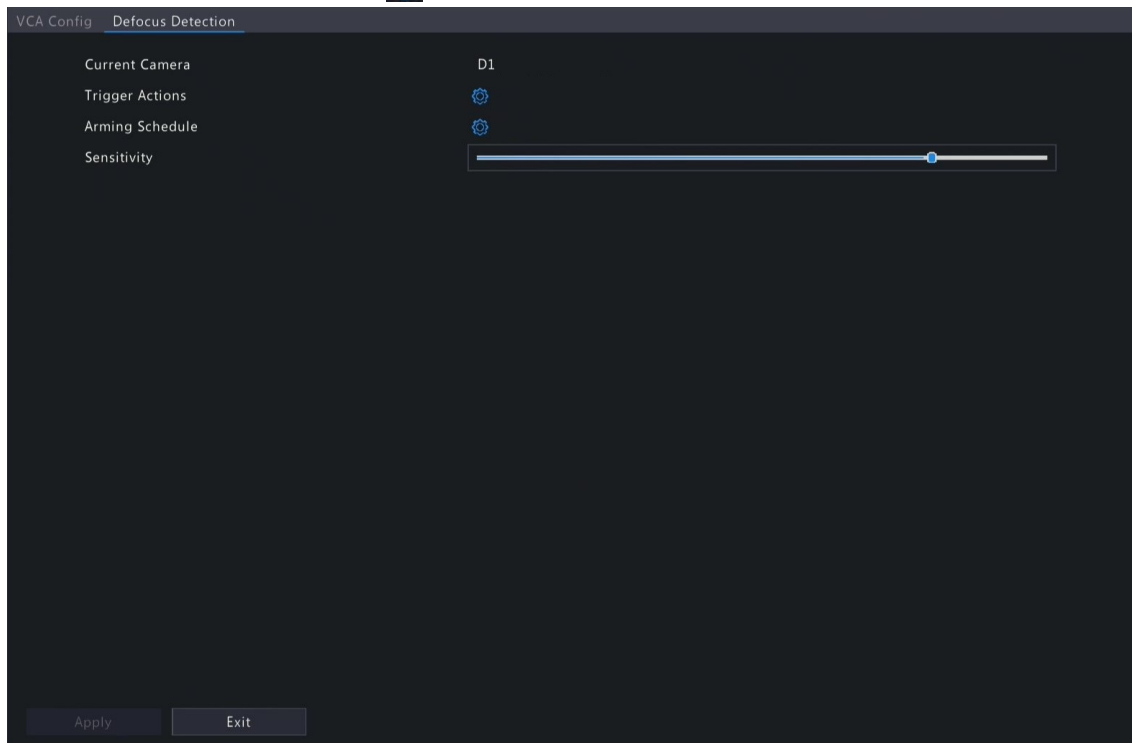 VCA Config Defocus Detection
Current Camera D1
Trigger Actions
Arming Schedule
Sensitivity
Apply Exit